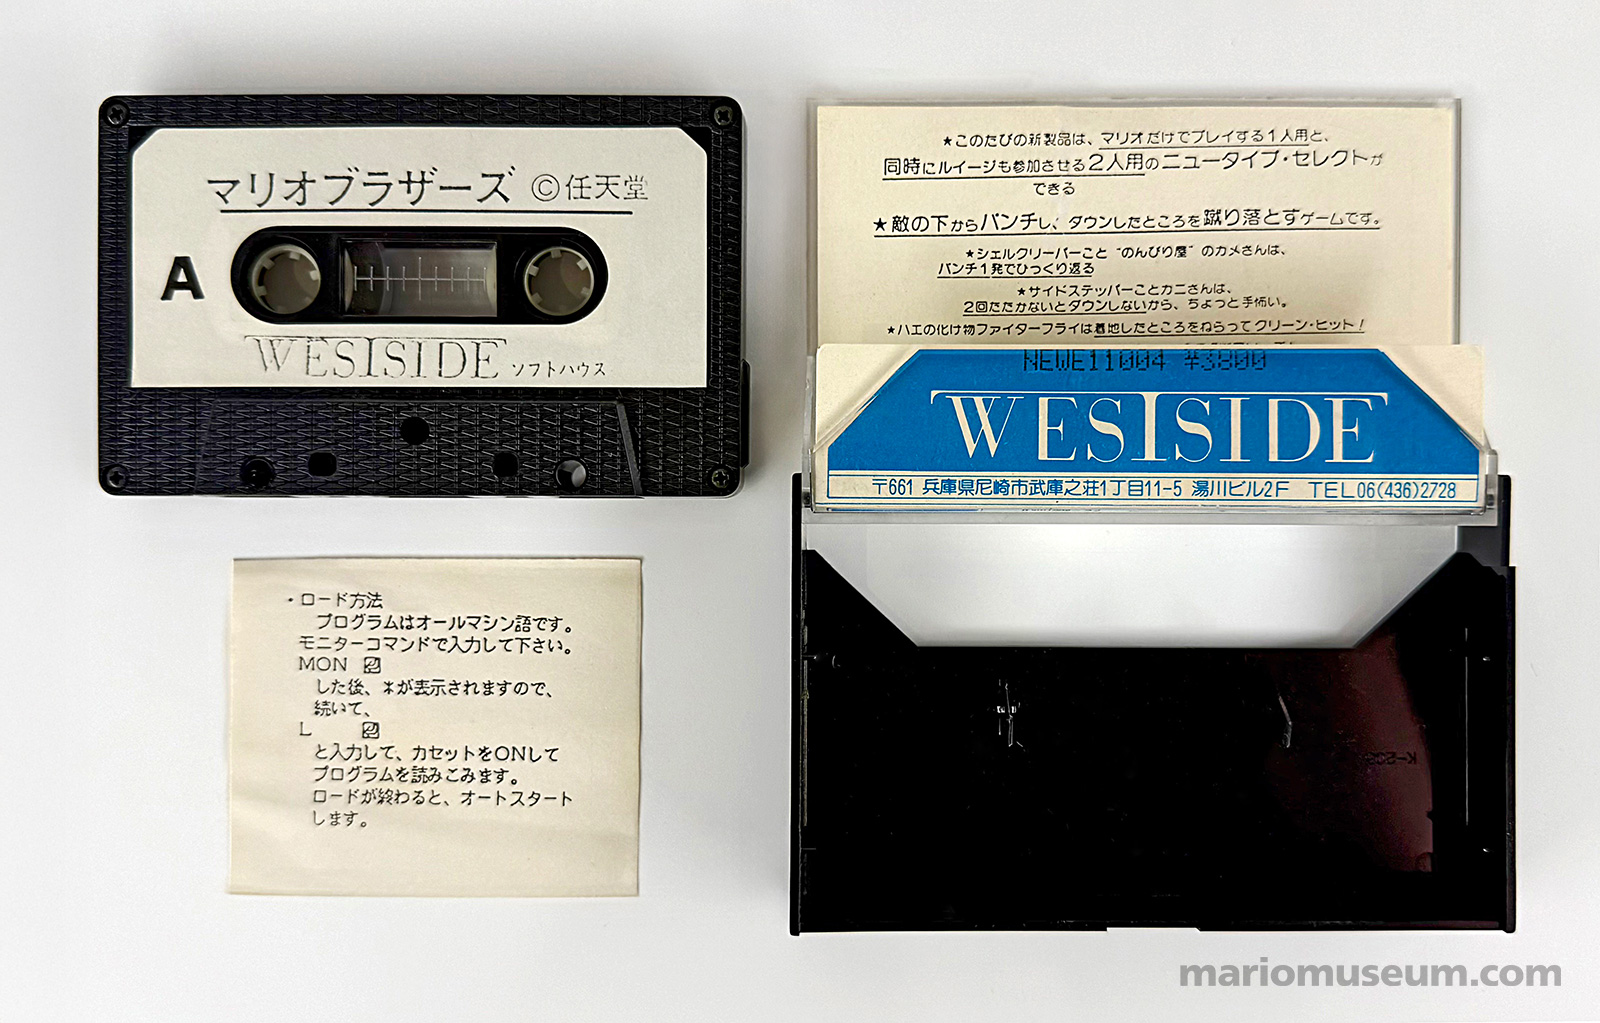 マリオブラザーズ ©任天堂
A
WESTSIDE ソフトハウス
・ロード方法
プログラムはオールマシン語です。
モニターコマンドで入力して下さい。
MON
した後、*が表示されますので、
続いて、
L
と入力して、カセットをONして
プログラムを読みこみます。
ロードが終わると、オートスタート
します。
★このたびの新製品は、マリオだけでプレイする1人用と、
同時にルイージも参加させる2人用のニュータイプ・セレクトが
できる
★敵の下からパンチし、ダウンしたところを蹴り落とすゲームです。
★シェルクリーパーこと"のんびり屋"のカメさんは、
パンチ1発でひっくり返る
★サイドステッパーことカニさんは、
2回たたかないとダウンしないから、ちょっと手怖い。
★ハエの化け物ファイターフライは着地したところをねらってクリーン・ヒット!
NEWE11004 ¥3800
WESTSIDE
〒661 兵庫県尼崎市武庫之荘1丁目11-5 湯川ビル2F TEL06(436)2728
mariomuseum.com